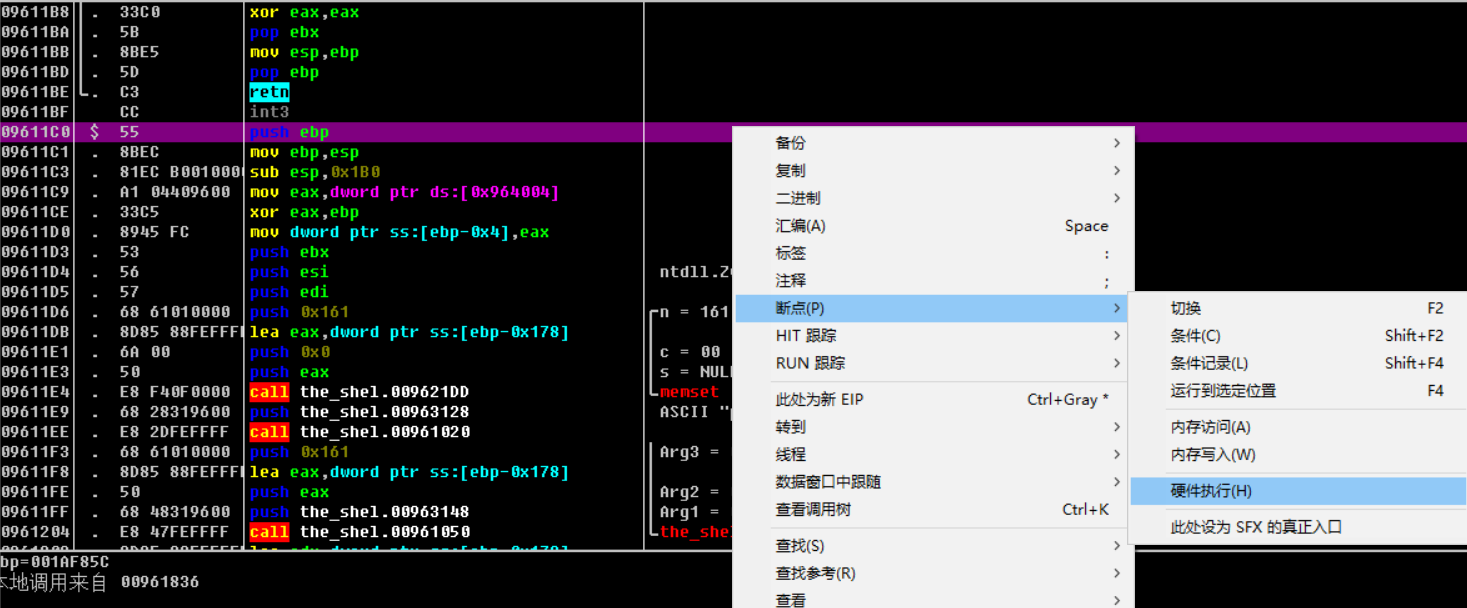 09611B8 . 33C0 xor eax,eax
09611BA . 5B pop ebx
09611BB . 8BE5 mov esp,ebp
09611BD . 5D pop ebp
09611BE . C3 retn
09611BF CC int3
09611C0 $ 55 push ebp
09611C1 . 8BEC mov ebp,esp
09611C3 . 81EC B001000 sub esp,0x1B0
09611C9 . A1 04409600 mov eax,dword ptr ds:[0x964004]
09611CE . 33C5 xor eax,ebp
09611D0 . 8945 FC mov dword ptr ss:[ebp-0x4],eax
09611D3 . 53 push ebx
09611D4 . 56 push esi ntdll.Z
09611D5 . 57 push edi
09611D6 . 68 61010000 push 0x161 n = 161
09611DB . 8D85 88FEFFF lea eax,dword ptr ss:[ebp-0x178]
09611E1 . 6A 00 push 0x0 c = 00
09611E3 . 50 push eax s = NUL
09611E4 . E8 F40F0000 call the_shel.009621DD memset
09611E9 . 68 28319600 push the_shel.00963128 ASCII "
09611EE . E8 2DFEFFFF call the_shel.00961020
09611F3 . 68 61010000 push 0x161 Arg3 =
09611F8 . 8D85 88FEFFF lea eax,dword ptr ss:[ebp-0x178]
09611FE . 50 push eax Arg2 =
09611FF . 68 48319600 push the_shel.00963148 Arg1 =
0961204 . E8 47FEFFFF call the_shel.00961050 the_she
bp=001AF85C
本地调用来自 00961836
备份
复制
二进制
汇编(A) Space
标签 :
注释 ;
断点(P)
HIT 跟踪
RUN 跟踪
此处为新 EIP Ctrl+Gray *
转到
线程
数据窗口中跟随
查看调用树 Ctrl+K
查找(S)
查找参考(R)
查看
切换 F2
条件(C) Shift+F2
条件记录(L) Shift+F4
运行到选定位置 F4
内存访问(A)
内存写入(W)
硬件执行(H)
此处设为 SFX 的真正入口